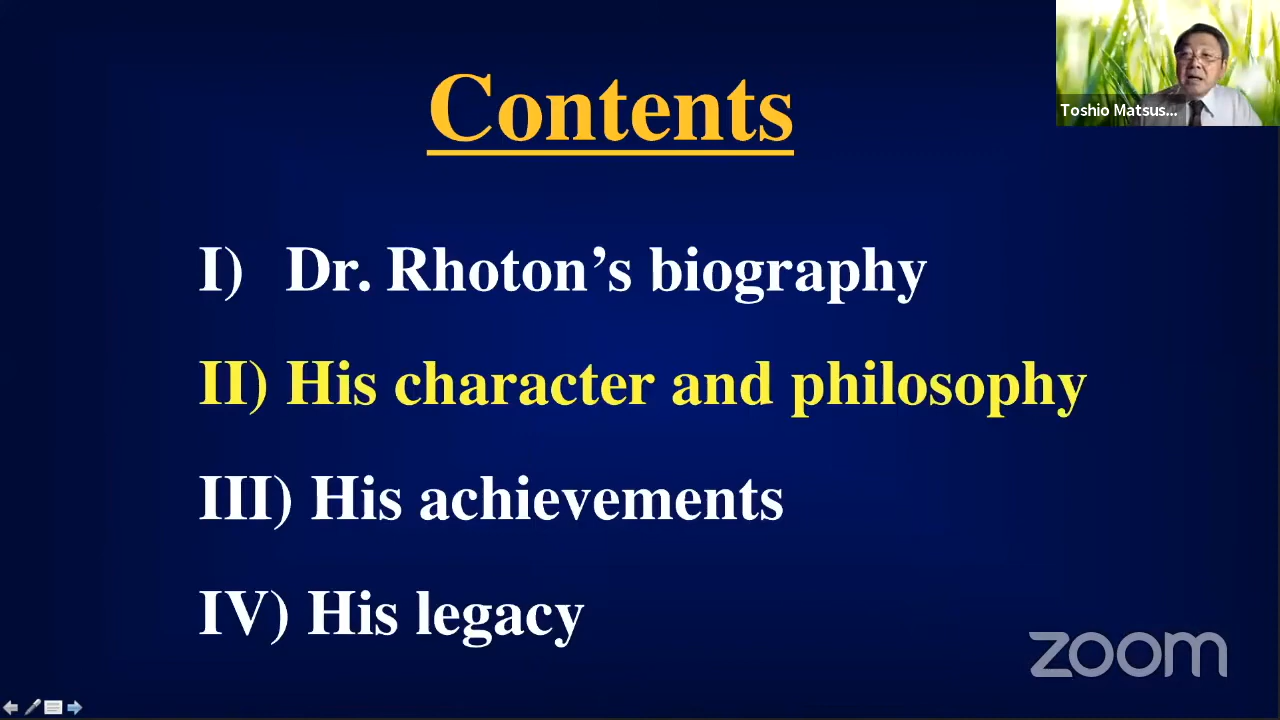 Contents
Toshio Matsus...
I) Dr. Rhoton’s biography
II) His character and philosophy
III) His achievements
IV) His legacy
zoom